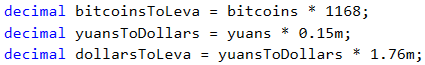 decimal bitcoinsToLeva = bitcoins * 1168;
decimal yuansToDollars = yuans * 0.15m;
decimal dollarsToLeva = yuansToDollars * 1.76m;